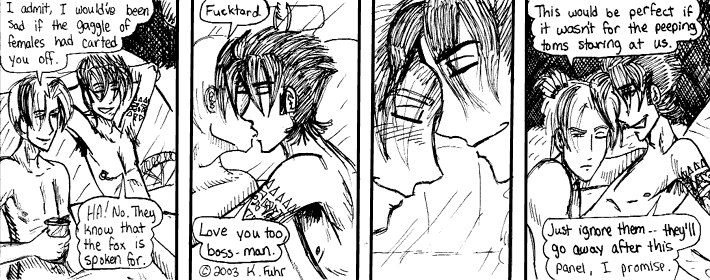 I admit, I would've been
sad if the gaggle of
females had carted
you off.
HA! No. They
know that
the fox is
spoken for.
Fucktard.
Love you too
boss-man.
© 2003 K. Fuhr
This would be perfect if
it wasn't for the peeping
toms staring at us.
Just ignore them -- they'll
go away after this
panel, I promise.